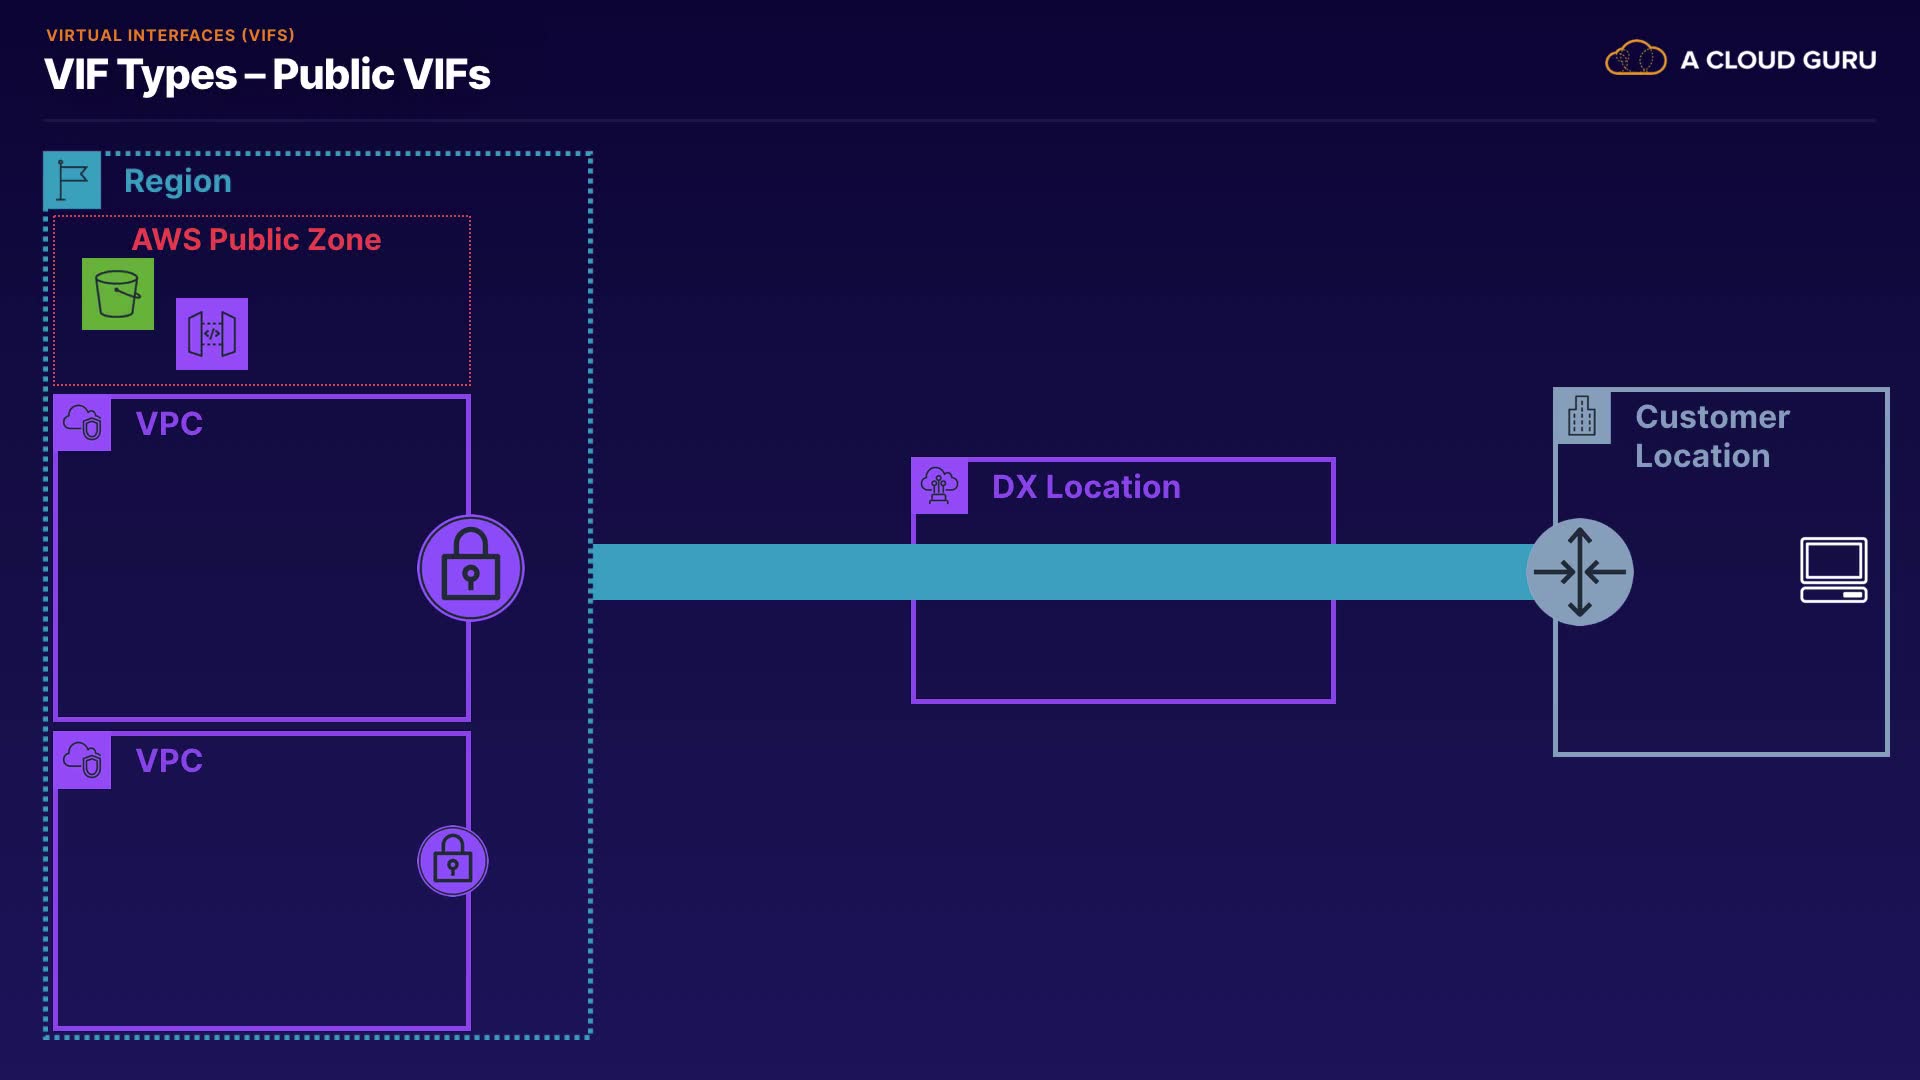 VIRTUAL INTERFACES (VIFS)
VIF Types – Public VIFs
A CLOUD GURU
Region
AWS Public Zone
</>
VPC
DX Location
Customer
Location
VPC